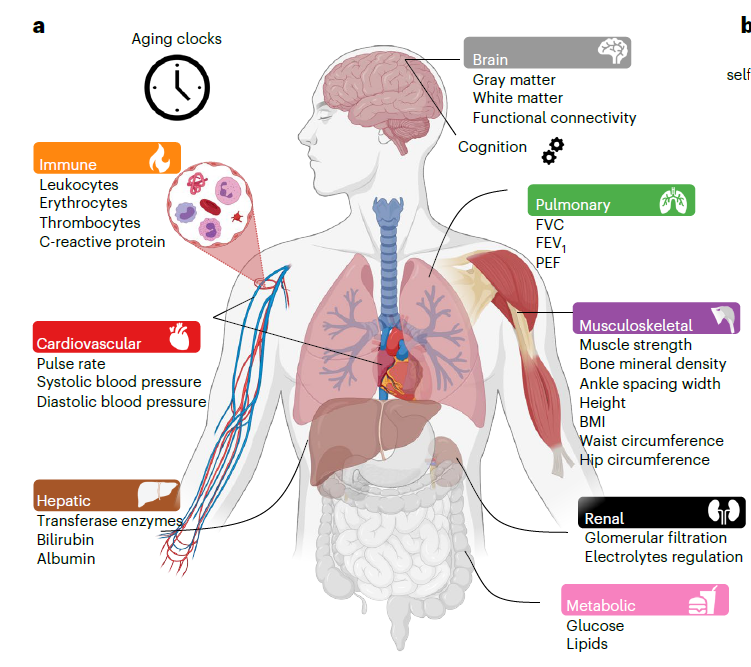 a
b
Aging clocks
self
Brain
Gray matter
White matter
Functional connectivity
Cognition
Immune
Leukocytes
Erythrocytes
Thrombocytes
C-reactive protein
Pulmonary
FVC
FEV1
PEF
Cardiovascular
Pulse rate
Systolic blood pressure
Diastolic blood pressure
Musculoskeletal
Muscle strength
Bone mineral density
Ankle spacing width
Height
BMI
Waist circumference
Hip circumference
Hepatic
Transferase enzymes
Bilirubin
Albumin
Renal
Glomerular filtration
Electrolytes regulation
Metabolic
Glucose
Lipids